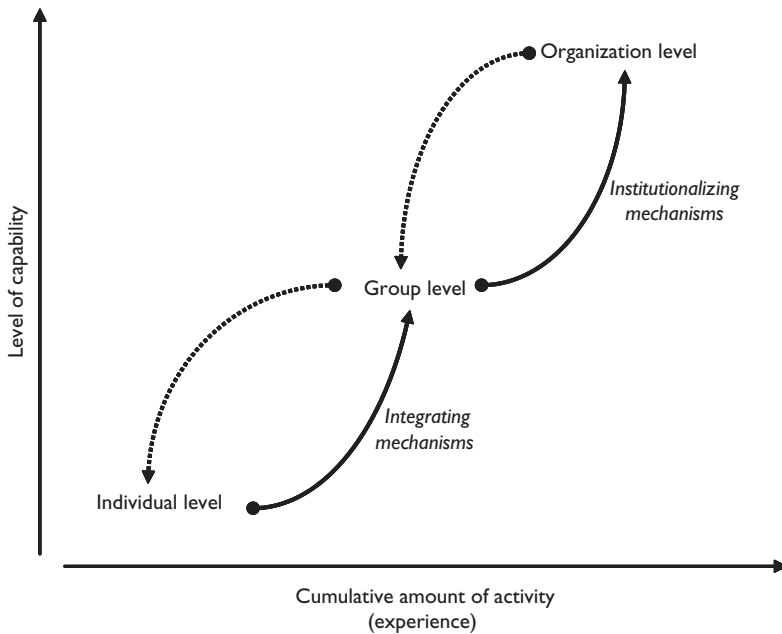 Organization level
Institutionalizing
mechanisms
Level of capability
Group level
Integrating
mechanisms
Individual level
Cumulative amount of activity
(experience)